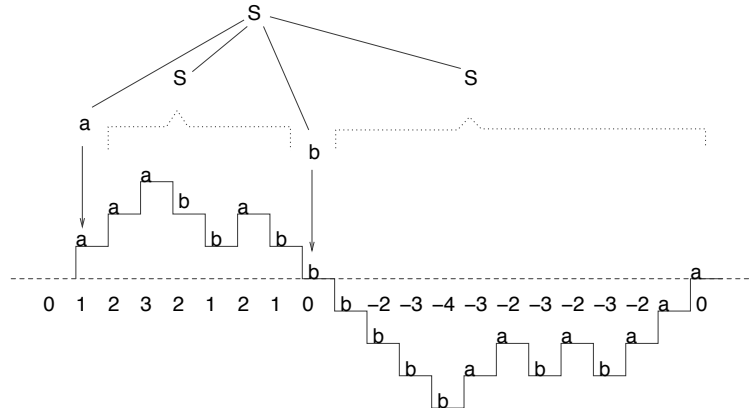 S
S S
a
b
a
a b a
a b b
b a
0 1 2 3 2 1 2 1 0 b −2 −3 −4 −3 −2 −3 −2 −3 −2 a 0
b a a a
b a b b
b